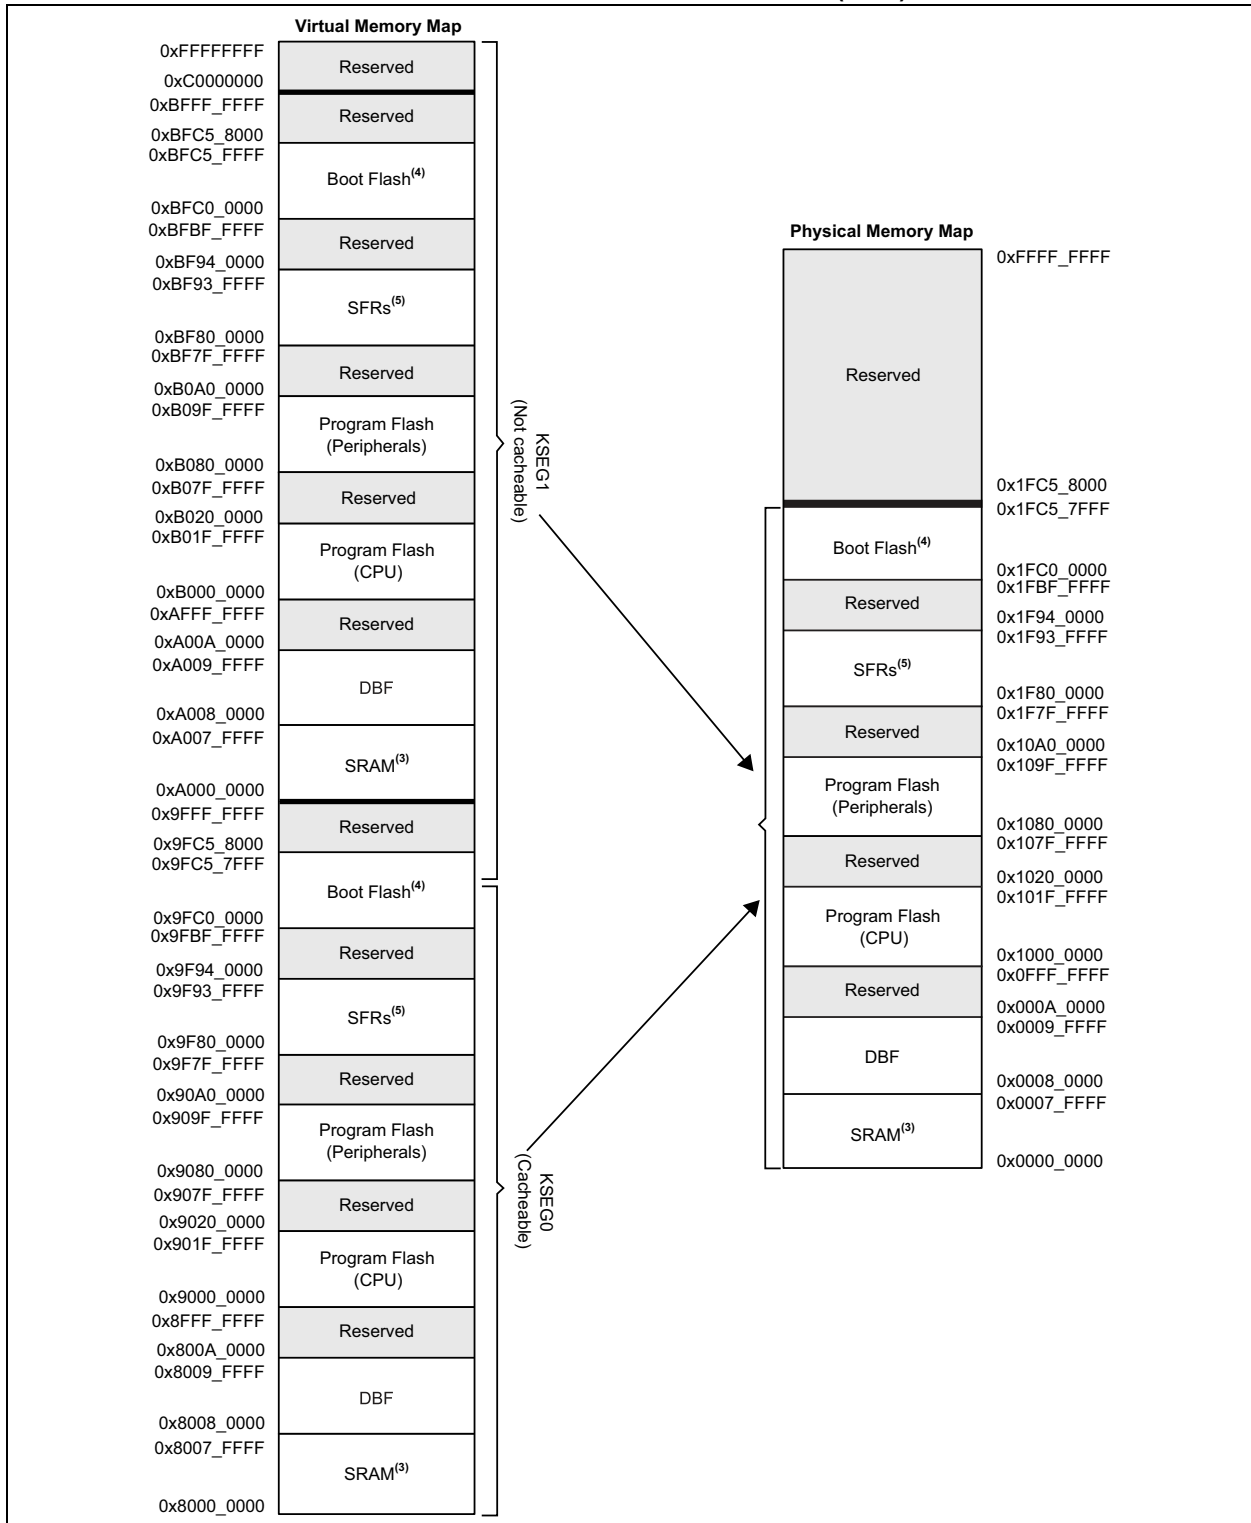 Virtual Memory Map
0xFFFFFFFF
Reserved
0xC0000000
0xBFFF_FFFF
Reserved
0xBFC5_8000
0xBFC5_FFFF
Boot Flash(4)
0xBFC0_0000
0xBFBF_FFFF
Reserved
0xBF94_0000
0xBF93_FFFF
SFRs(5)
0xBF80_0000
0xBF7F_FFFF
Reserved
0xB0A0_0000
0xB09F_FFFF
Program Flash
(Peripherals)
0xB080_0000
0xB07F_FFFF
Reserved
0xB020_0000
0xB01F_FFFF
Program Flash
(CPU)
0xB000_0000
0xAFFF_FFFF
Reserved
0xA00A_0000
0xA009_FFFF
DBF
0xA008_0000
0xA007_FFFF
SRAM(3)
0xA000_0000
0x9FFF_FFFF
Reserved
0x9FC5_8000
0x9FC5_7FFF
Boot Flash(4)
0x9FC0_0000
0x9FBF_FFFF
Reserved
0x9F94_0000
0x9F93_FFFF
SFRs(5)
0x9F80_0000
0x9F7F_FFFF
Reserved
0x90A0_0000
0x909F_FFFF
Program Flash
(Peripherals)
0x9080_0000
0x907F_FFFF
Reserved
0x9020_0000
0x901F_FFFF
Program Flash
(CPU)
0x9000_0000
0x8FFF_FFFF
Reserved
0x800A_0000
0x8009_FFFF
DBF
0x8008_0000
0x8007_FFFF
SRAM(3)
0x8000_0000
KSEG1
(Not cacheable)
KSEG0
(Cacheable)
Physical Memory Map
0xFFFF_FFFF
Reserved
0x1FC5_8000
0x1FC5_7FFF
Boot Flash(4)
0x1FC0_0000
0x1FBF_FFFF
Reserved
0x1F94_0000
0x1F93_FFFF
SFRs(5)
0x1F80_0000
0x1F7F_FFFF
Reserved
0x10A0_0000
0x109F_FFFF
Program Flash
(Peripherals)
0x1080_0000
0x107F_FFFF
Reserved
0x1020_0000
0x101F_FFFF
Program Flash
(CPU)
0x1000_0000
0x0FFF_FFFF
Reserved
0x000A_0000
0x0009_FFFF
DBF
0x0008_0000
0x0007_FFFF
SRAM(3)
0x0000_0000